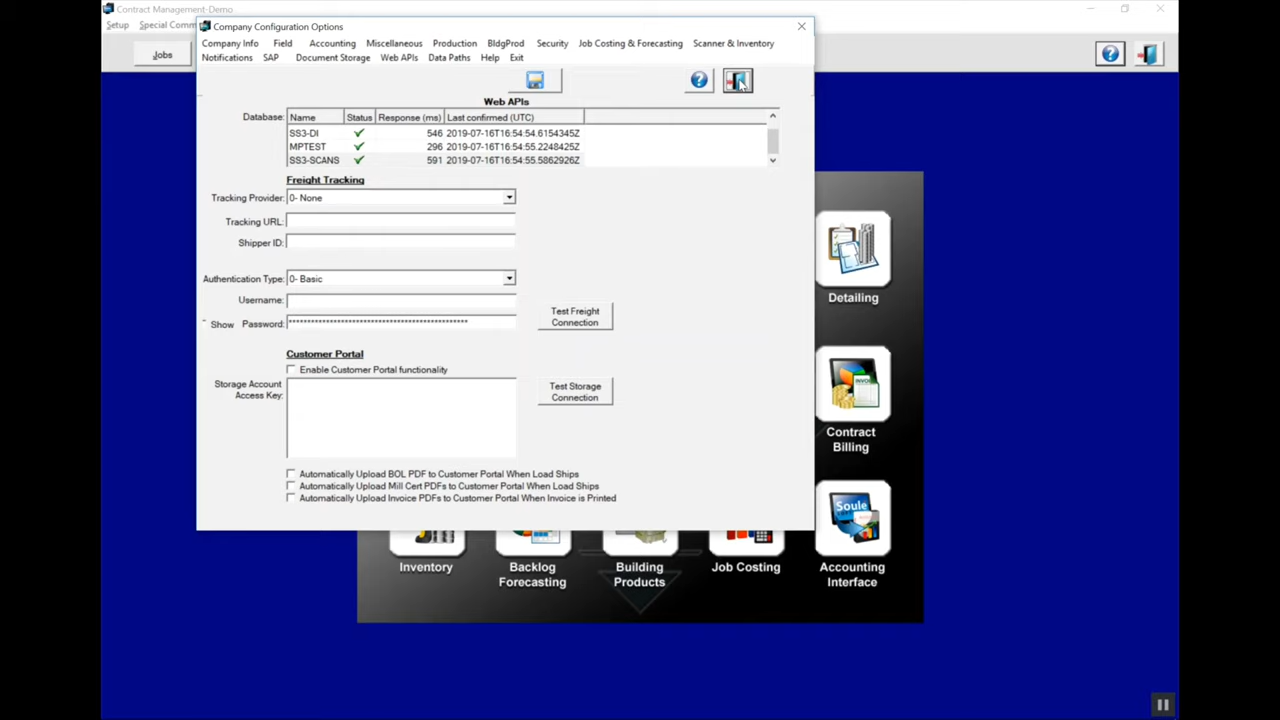 Contract Management-Demo
Setup Special Comm
Jobs
Company Configuration Options
Company Info Field Accounting Miscellaneous Production BldgProd Security Job Costing & Forecasting Scanner & Inventory
Notifications SAP Document Storage Web APIs Data Paths Help Exit
Web APIs
Database: Name Status Response (ms) Last confirmed (UTC)
SS3-DI 546 2019-07-16T16:54:54.6154345Z
MPTEST 296 2019-07-16T16:54:55.2248425Z
SS3-SCANS 591 2019-07-16T16:54:55.5862926Z
Freight Tracking
Tracking Provider: 0- None
Tracking URL:
Shipper ID:
Authentication Type: 0- Basic
Username:
Show Password: ************************************************
Test Freight
Connection
Customer Portal
Enable Customer Portal functionality
Storage Account
Access Key:
Test Storage
Connection
Automatically Upload BOL PDF to Customer Portal When Load Ships
Automatically Upload Mill Cert PDFs to Customer Portal When Load Ships
Automatically Upload Invoice PDFs to Customer Portal When Invoice is Printed
Detailing
INVOICE
Contract
Billing
Soule
Inventory
Backlog
Forecasting
Building
Products
Job Costing
Accounting
Interface